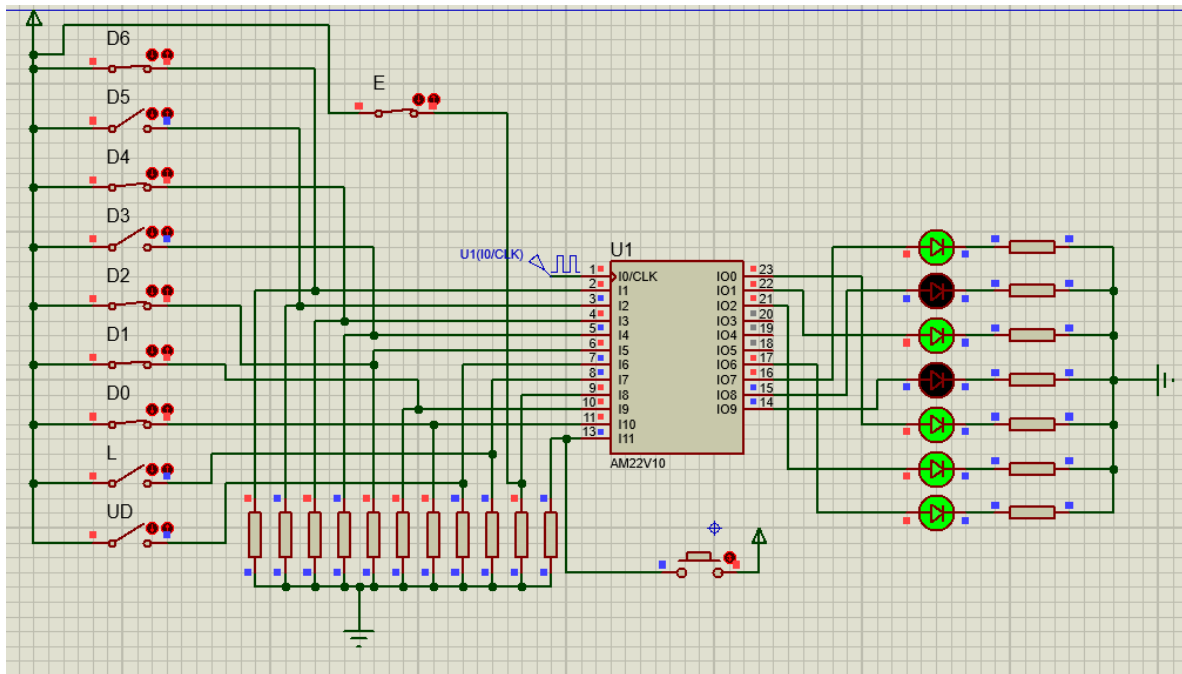 D6
D5
D4
D3
D2
D1
D0
L
UD
E
U1(I0/CLK)
U1
1 I0/CLK IO0 23
2 I1 IO1 22
3 I2 IO2 21
4 I3 IO3 20
5 I4 IO4 19
6 I5 IO5 18
7 I6 IO6 17
8 I7 IO7 16
9 I8 IO8 15
10 I9 IO9 14
11 I10
13 I11
AM22V10